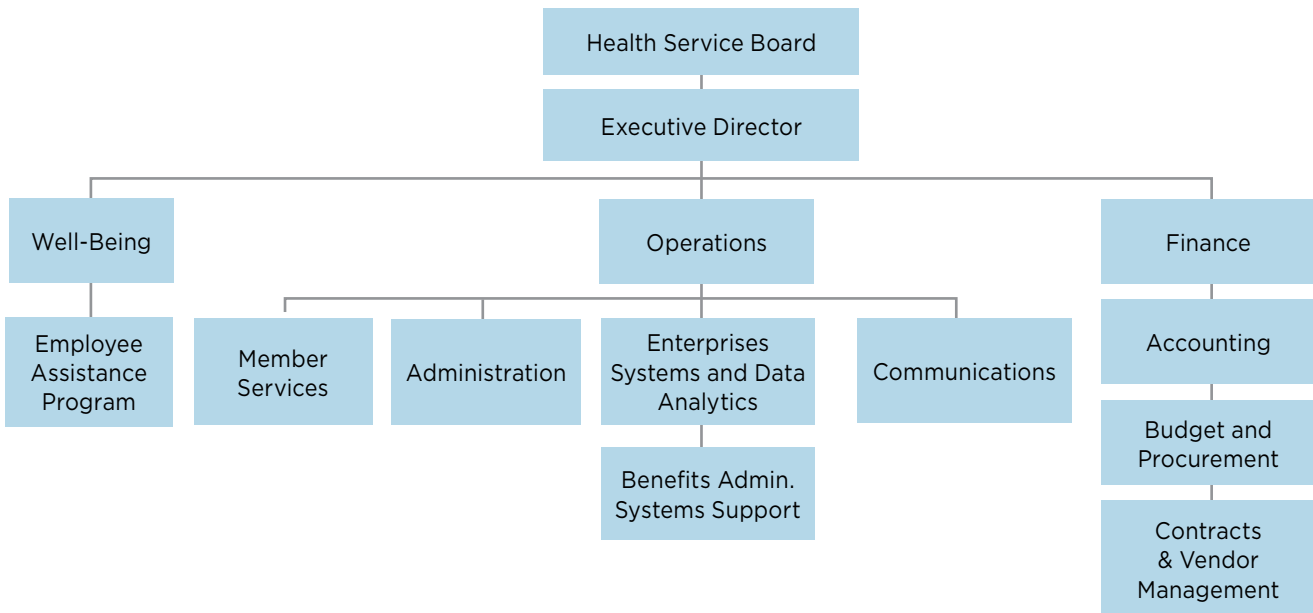 Health Service Board
Executive Director
Well-Being
Operations
Finance
Employee
Assistance
Program
Member
Services
Administration
Enterprises
Systems and Data
Analytics
Communications
Accounting
Benefits Admin.
Systems Support
Budget and
Procurement
Contracts
& Vendor
Management